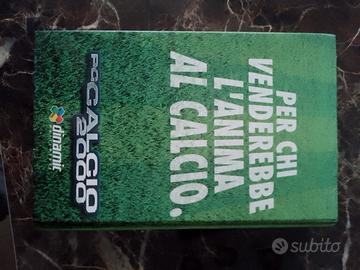 PER CHI
VENDEREBBE
L'ANIMA
AL CALCIO.
PC CALCIO
2000
dinamic
subito